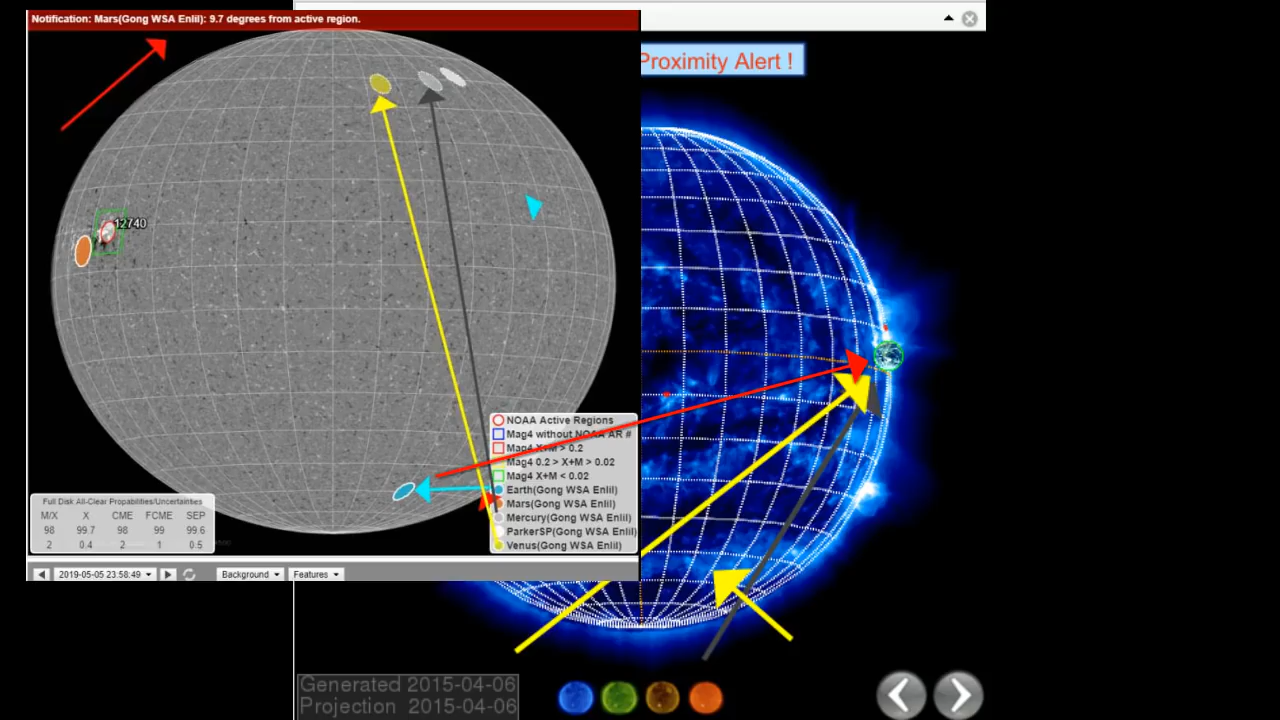 Notification: Mars(Gong WSA Enlil): 9.7 degrees from active region.
Proximity Alert !
12740
NOAA Active Regions
Mag4 without NOAA AR #
Mag4 X+M > 0.2
Mag4 0.2 > X+M > 0.02
Mag4 X+M < 0.02
Earth(Gong WSA Enlil)
Mars(Gong WSA Enlil)
Mercury(Gong WSA Enlil)
ParkerSP(Gong WSA Enlil)
Venus(Gong WSA Enlil)
Full Disk All-Clear Propabilities/Uncertainties
M/X X CME FCME SEP
98 99.7 98 99 99.6
2 0.4 2 1 0.5
2019-05-05 23:58:49 Background Features
Generated 2015-04-06
Projection 2015-04-06